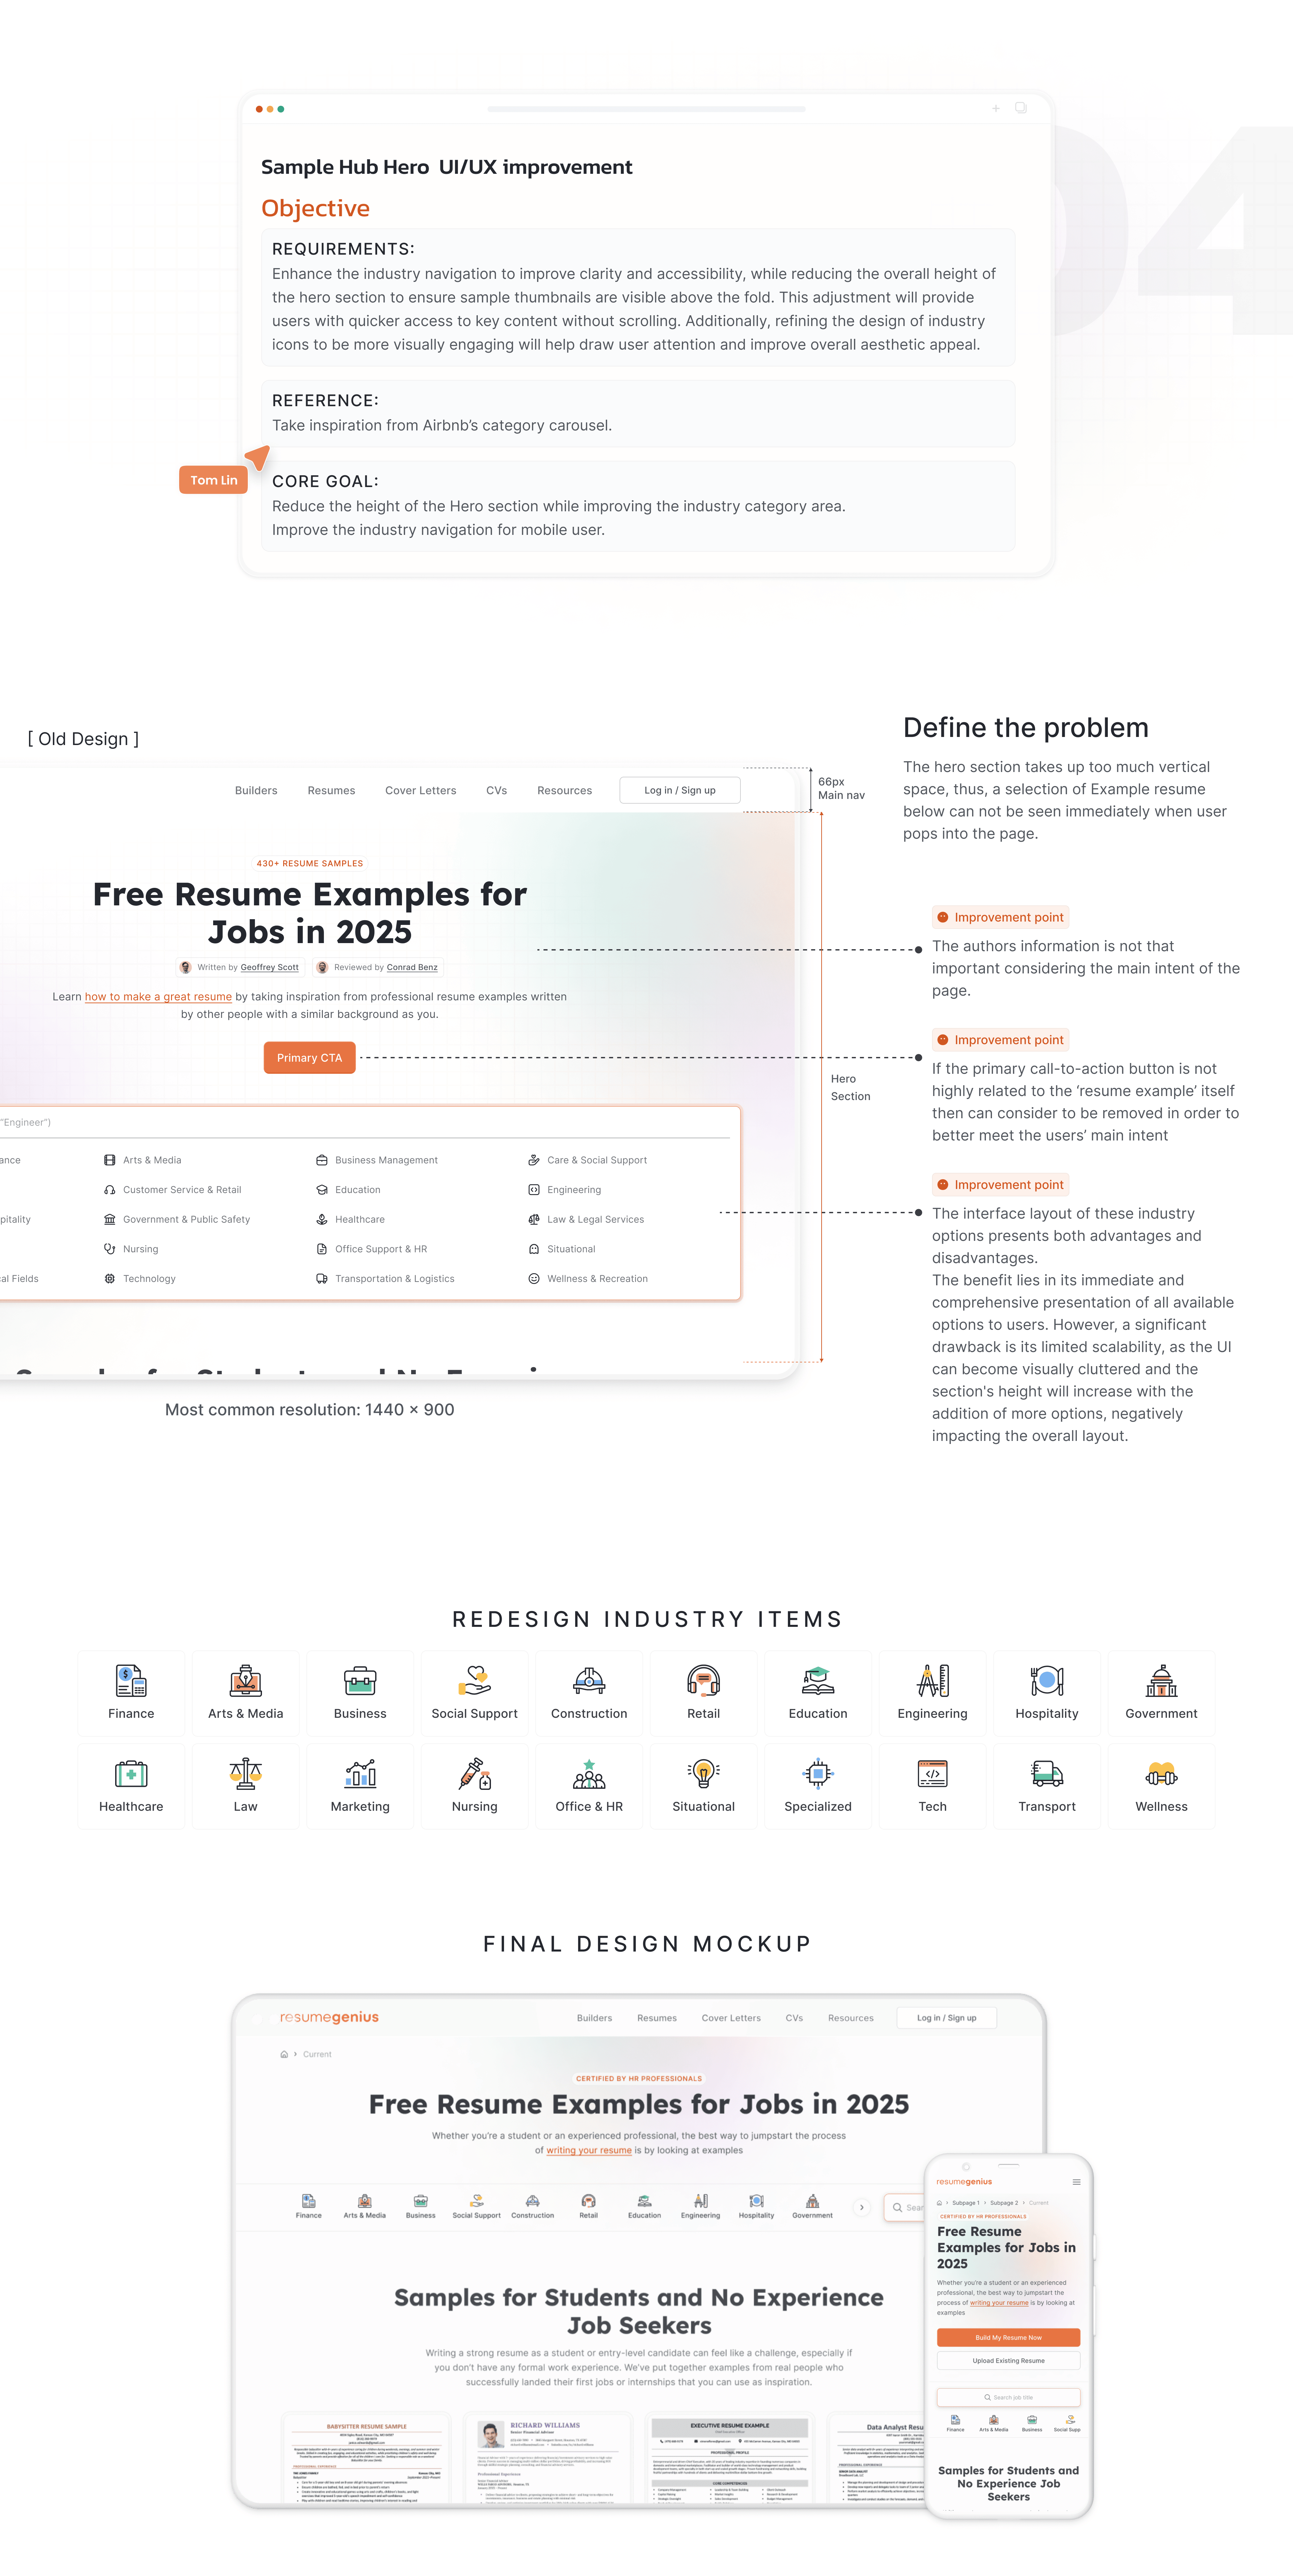 04
Sample Hub Hero UI/UX improvement
Objective
REQUIREMENTS:
Enhance the industry navigation to improve clarity and accessibility, while reducing the overall height of
the hero section to ensure sample thumbnails are visible above the fold. This adjustment will provide
users with quicker access to key content without scrolling. Additionally, refining the design of industry
icons to be more visually engaging will help draw user attention and improve overall aesthetic appeal.
REFERENCE:
Take inspiration from Airbnb’s category carousel.
Tom Lin
CORE GOAL:
Reduce the height of the Hero section while improving the industry category area.
Improve the industry navigation for mobile user.
[ Old Design ]
Builders Resumes Cover Letters CVs Resources Log in / Sign up
66px
Main nav
430+ RESUME SAMPLES
Free Resume Examples for
Jobs in 2025
Written by Geoffrey Scott Reviewed by Conrad Benz
Learn how to make a great resume by taking inspiration from professional resume examples written
by other people with a similar background as you.
Primary CTA
Hero
Section
"Engineer")
ance Arts & Media Business Management Care & Social Support
Customer Service & Retail Education Engineering
pitality Government & Public Safety Healthcare Law & Legal Services
Nursing Office Support & HR Situational
cal Fields Technology Transportation & Logistics Wellness & Recreation
Most common resolution: 1440 × 900
Define the problem
The hero section takes up too much vertical
space, thus, a selection of Example resume
below can not be seen immediately when user
pops into the page.
Improvement point
The authors information is not that
important considering the main intent of the
page.
Improvement point
If the primary call-to-action button is not
highly related to the ‘resume example’ itself
then can consider to be removed in order to
better meet the users’ main intent
Improvement point
The interface layout of these industry
options presents both advantages and
disadvantages.
The benefit lies in its immediate and
comprehensive presentation of all available
options to users. However, a significant
drawback is its limited scalability, as the UI
can become visually cluttered and the
section's height will increase with the
addition of more options, negatively
impacting the overall layout.
REDESIGN INDUSTRY ITEMS
Finance Arts & Media Business Social Support Construction Retail Education Engineering Hospitality Government
Healthcare Law Marketing Nursing Office & HR Situational Specialized Tech Transport Wellness
FINAL DESIGN MOCKUP
resumegenius Builders Resumes Cover Letters CVs Resources Log in / Sign up
Current
CERTIFIED BY HR PROFESSIONALS
Free Resume Examples for Jobs in 2025
Whether you’re a student or an experienced professional, the best way to jumpstart the process
of writing your resume is by looking at examples
Finance Arts & Media Business Social Support Construction Retail Education Engineering Hospitality Government Sear
Samples for Students and No Experience
Job Seekers
Writing a strong resume as a student or entry-level candidate can feel like a challenge, especially if
you don’t have any formal work experience. We’ve put together examples from real people who
successfully landed their first jobs or internships that you can use as inspiration.
BABYSITTER RESUME SAMPLE
RICHARD WILLIAMS
Senior Financial Advisor
EXECUTIVE RESUME EXAMPLE
PROFESSIONAL PROFILE
CORE COMPETENCIES
Data Analyst Resu
resumegenius
Subpage 1 Subpage 2 Current
CERTIFIED BY HR PROFESSIONALS
Free Resume
Examples for Jobs in
2025
Whether you’re a student or an experienced
professional, the best way to jumpstart the
process of writing your resume is by looking at
examples
Build My Resume Now
Upload Existing Resume
Search job title
Finance Arts & Media Business Social Supp
Samples for Students and
No Experience Job
Seekers